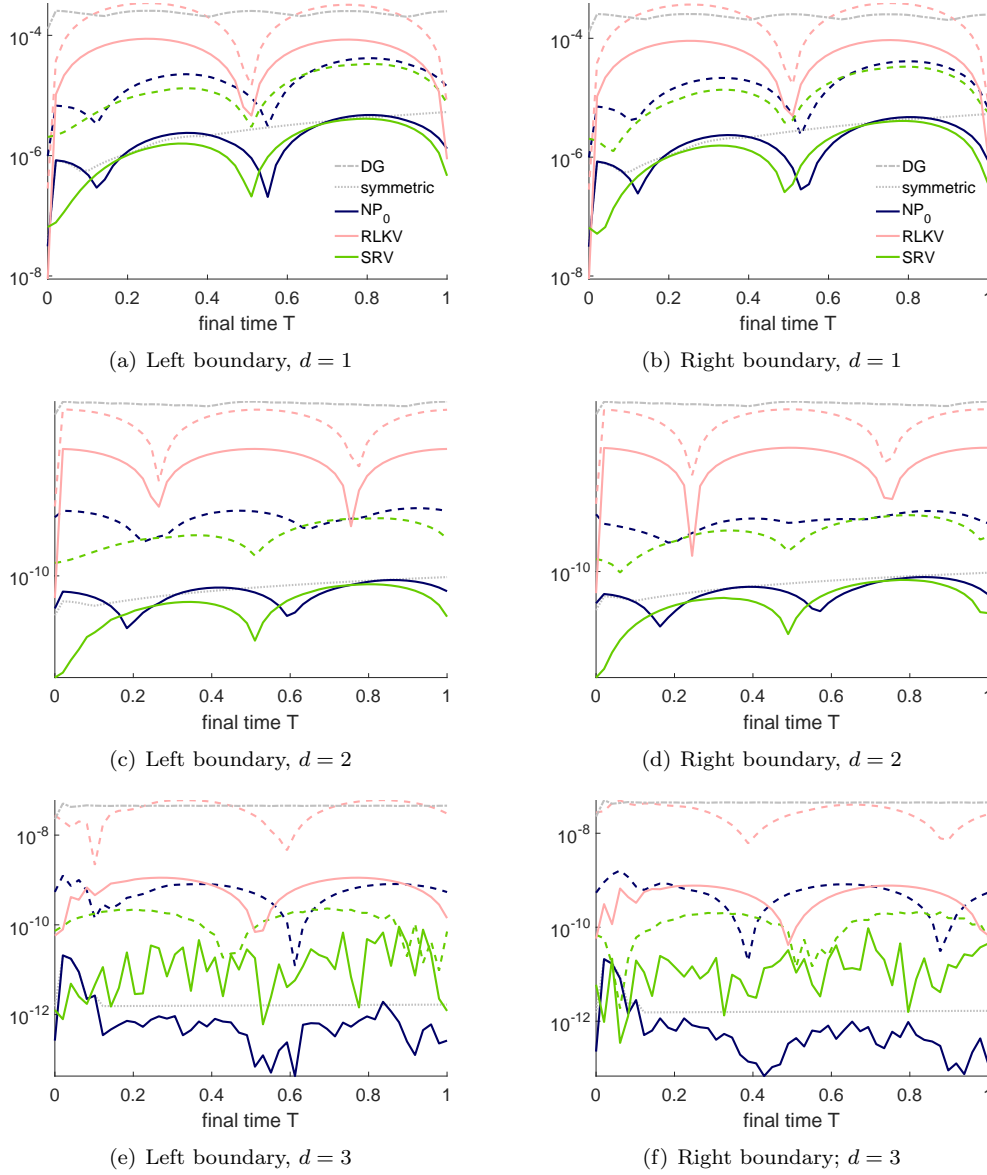 10^-4
10^-6
10^-8
DG
symmetric
NP_0
RLKV
SRV
0 0.2 0.4 0.6 0.8 1
final time T
(a) Left boundary, d = 1
10^-4
10^-6
10^-8
DG
symmetric
NP_0
RLKV
SRV
0 0.2 0.4 0.6 0.8 1
final time T
(b) Right boundary, d = 1
10^-10
0 0.2 0.4 0.6 0.8 1
final time T
(c) Left boundary, d = 2
10^-10
0 0.2 0.4 0.6 0.8 1
final time T
(d) Right boundary, d = 2
10^-8
10^-10
10^-12
0 0.2 0.4 0.6 0.8 1
final time T
(e) Left boundary, d = 3
10^-8
10^-10
10^-12
0 0.2 0.4 0.6 0.8 1
final time T
(f) Right boundary; d = 3